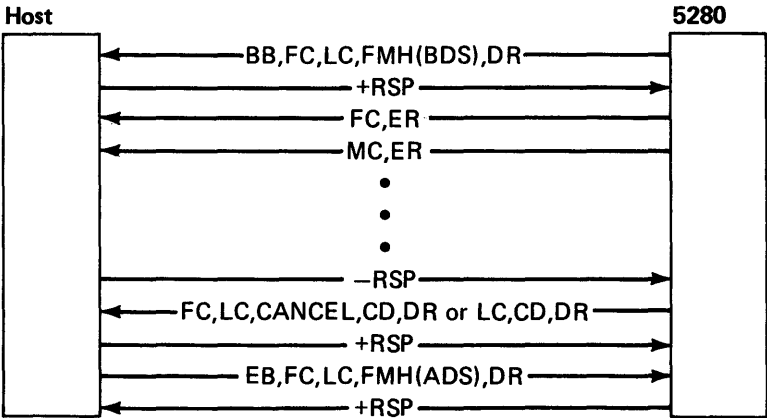 Host 5280
BB,FC,LC,FMH(BDS),DR
+RSP
FC,ER
MC,ER
−RSP
FC,LC,CANCEL,CD,DR or LC,CD,DR
+RSP
EB,FC,LC,FMH(ADS),DR
+RSP